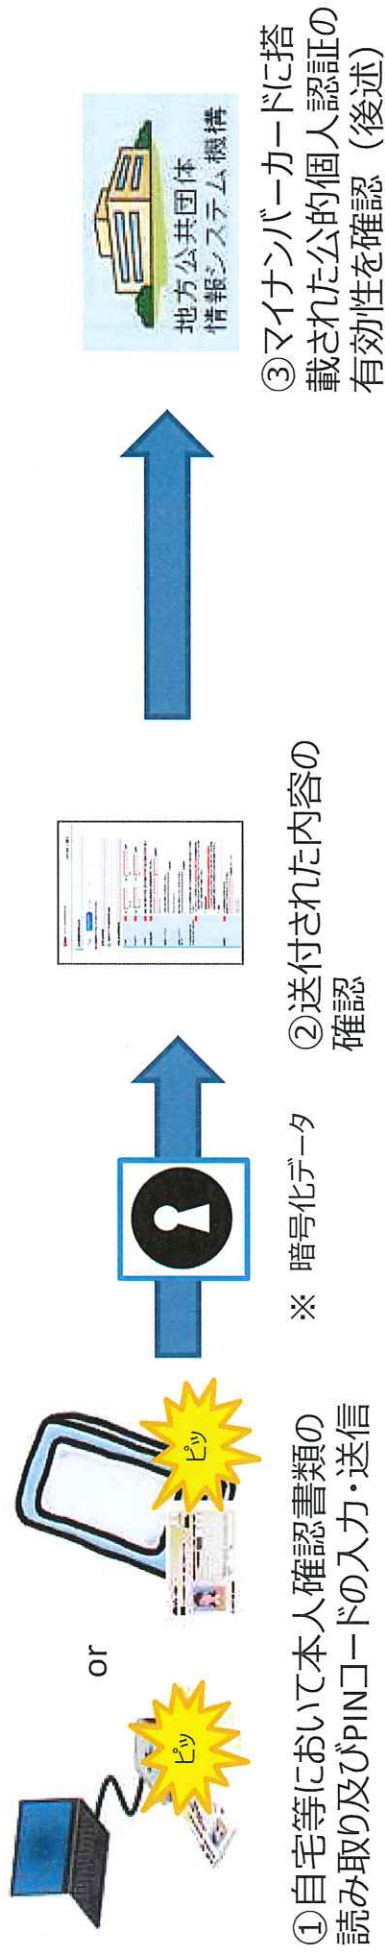 or
ピッ
ピッ
①自宅等において本人確認書類の
読み取り及びPINコードの入力・送信
※ 暗号化データ
②送付された内容の
確認
地方公共団体
情報システム機構
③マイナンバーカードに搭
載された公的個人認証の
有効性を確認（後述）